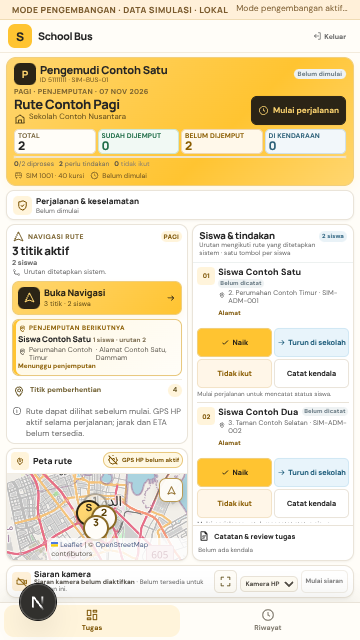 MODE PENGEMBANGAN · DATA SIMULASI · LOKAL
Mode pengembangan aktif...
S
School Bus
Keluar
P
Pengemudi Contoh Satu
Belum dimulai
PAGI · PENJEMPUTAN · 07 NOV 2026
Rute Contoh Pagi
Sekolah Contoh Nusantara
Mulai perjalanan
TOTAL
2
SUDAH DIJEMPUT
0
BELUM DIJEMPUT
2
DI KENDARAAN
0
0/2 diproses 2 perlu tindakan 0 tidak ikut
SIM 1001 · 40 kursi
Belum dimulai
Perjalanan & keselamatan
Belum dimulai
NAVIGASI RUTE
PAGI
3 titik aktif
2 siswa
Urutan ditetapkan sistem.
Buka Navigasi
3 titik · 2 siswa
PENJEMPUTAN BERIKUTNYA
Siswa Contoh Satu 1 siswa · urutan 2
Perumahan Contoh Timur
· Alamat Contoh Satu, Dammam
Menunggu penjemputan
Titik pemberhentian
4
Rute dapat dilihat sebelum mulai. GPS HP aktif selama perjalanan; jarak dan ETA belum tersedia.
Peta rute
GPS HP belum aktif
S
2
3
Leaflet | © OpenStreetMap contributors
Siswa & tindakan
2 siswa
Urutan mengikuti rute yang ditetapkan sistem · satu tombol per siswa
01
Siswa Contoh Satu
Belum dicatat
2. Perumahan Contoh Timur · SIM-ADM-001
Alamat
Naik
Turun di sekolah
Tidak ikut
Catat kendala
Mulai perjalanan untuk mencatat status siswa.
02
Siswa Contoh Dua
Belum dicatat
3. Taman Contoh Selatan · SIM-ADM-002
Alamat
Naik
Turun di sekolah
Tidak ikut
Catat kendala
Catatan & review tugas
Belum ada kendala
Siaran kamera
Siaran kamera belum diaktifkan · Belum tersedia untuk
Kamera HP
Mulai siaran
N
Tugas
Riwayat